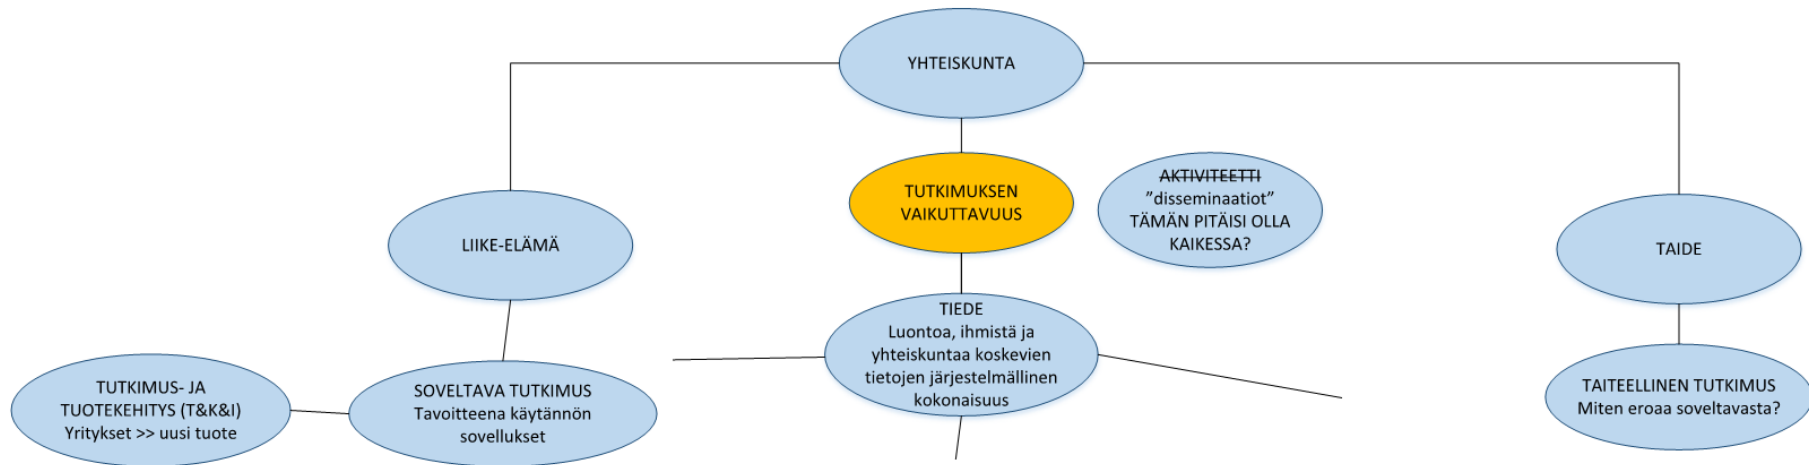 YHTEISKUNTA
TUTKIMUKSEN
VAIKUTTAVUUS
AKTIVITEETTI
”disseminaatiot”
TÄMÄN PITÄISI OLLA
KAIKESSA?
LIIKE-ELÄMÄ
TAIDE
TIEDE
Luontoa, ihmistä ja
yhteiskuntaa koskevien
tietojen järjestelmällinen
kokonaisuus
TUTKIMUS- JA
TUOTEKEHITYS (T&K&I)
Yritykset >> uusi tuote
SOVELTAVA TUTKIMUS
Tavoitteena käytännön
sovellukset
TAITEELLINEN TUTKIMUS
Miten eroaa soveltavasta?